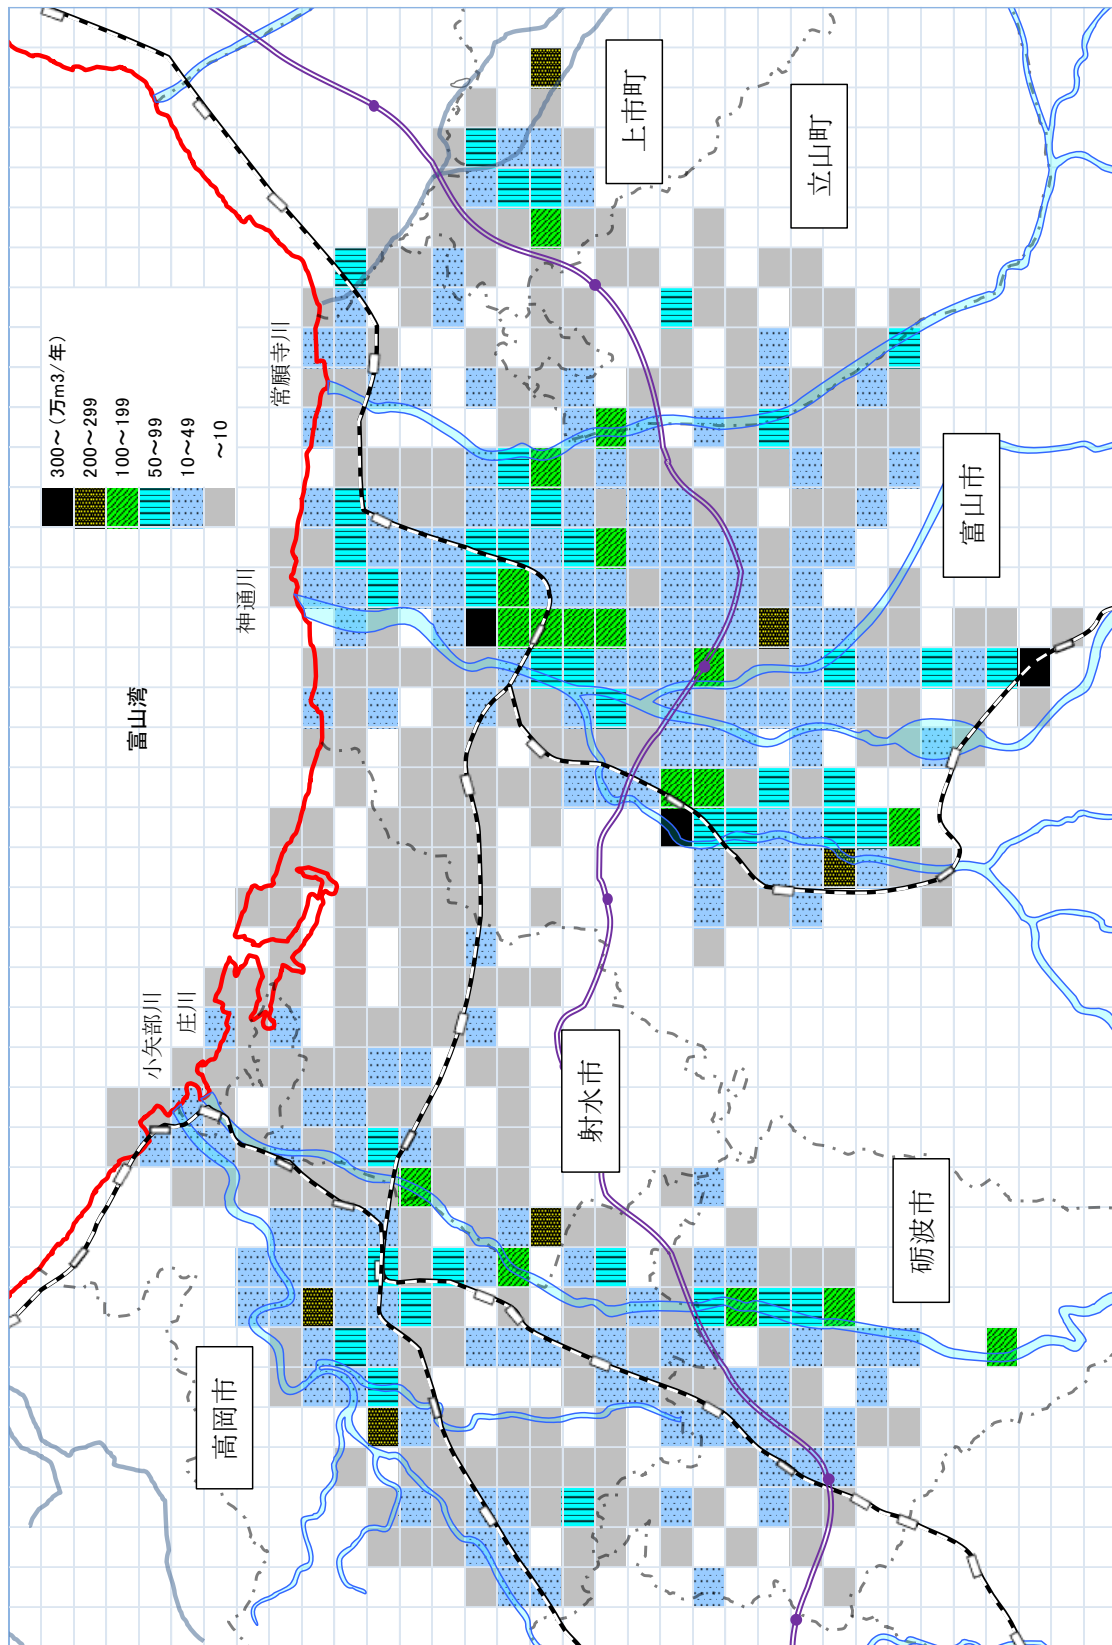 300～（万m3/年）
200～299
100～199
50～99
10～49
～10
富山湾
小矢部川
庄川
神通川
常願寺川
高岡市
射水市
砺波市
富山市
立山町
上市町